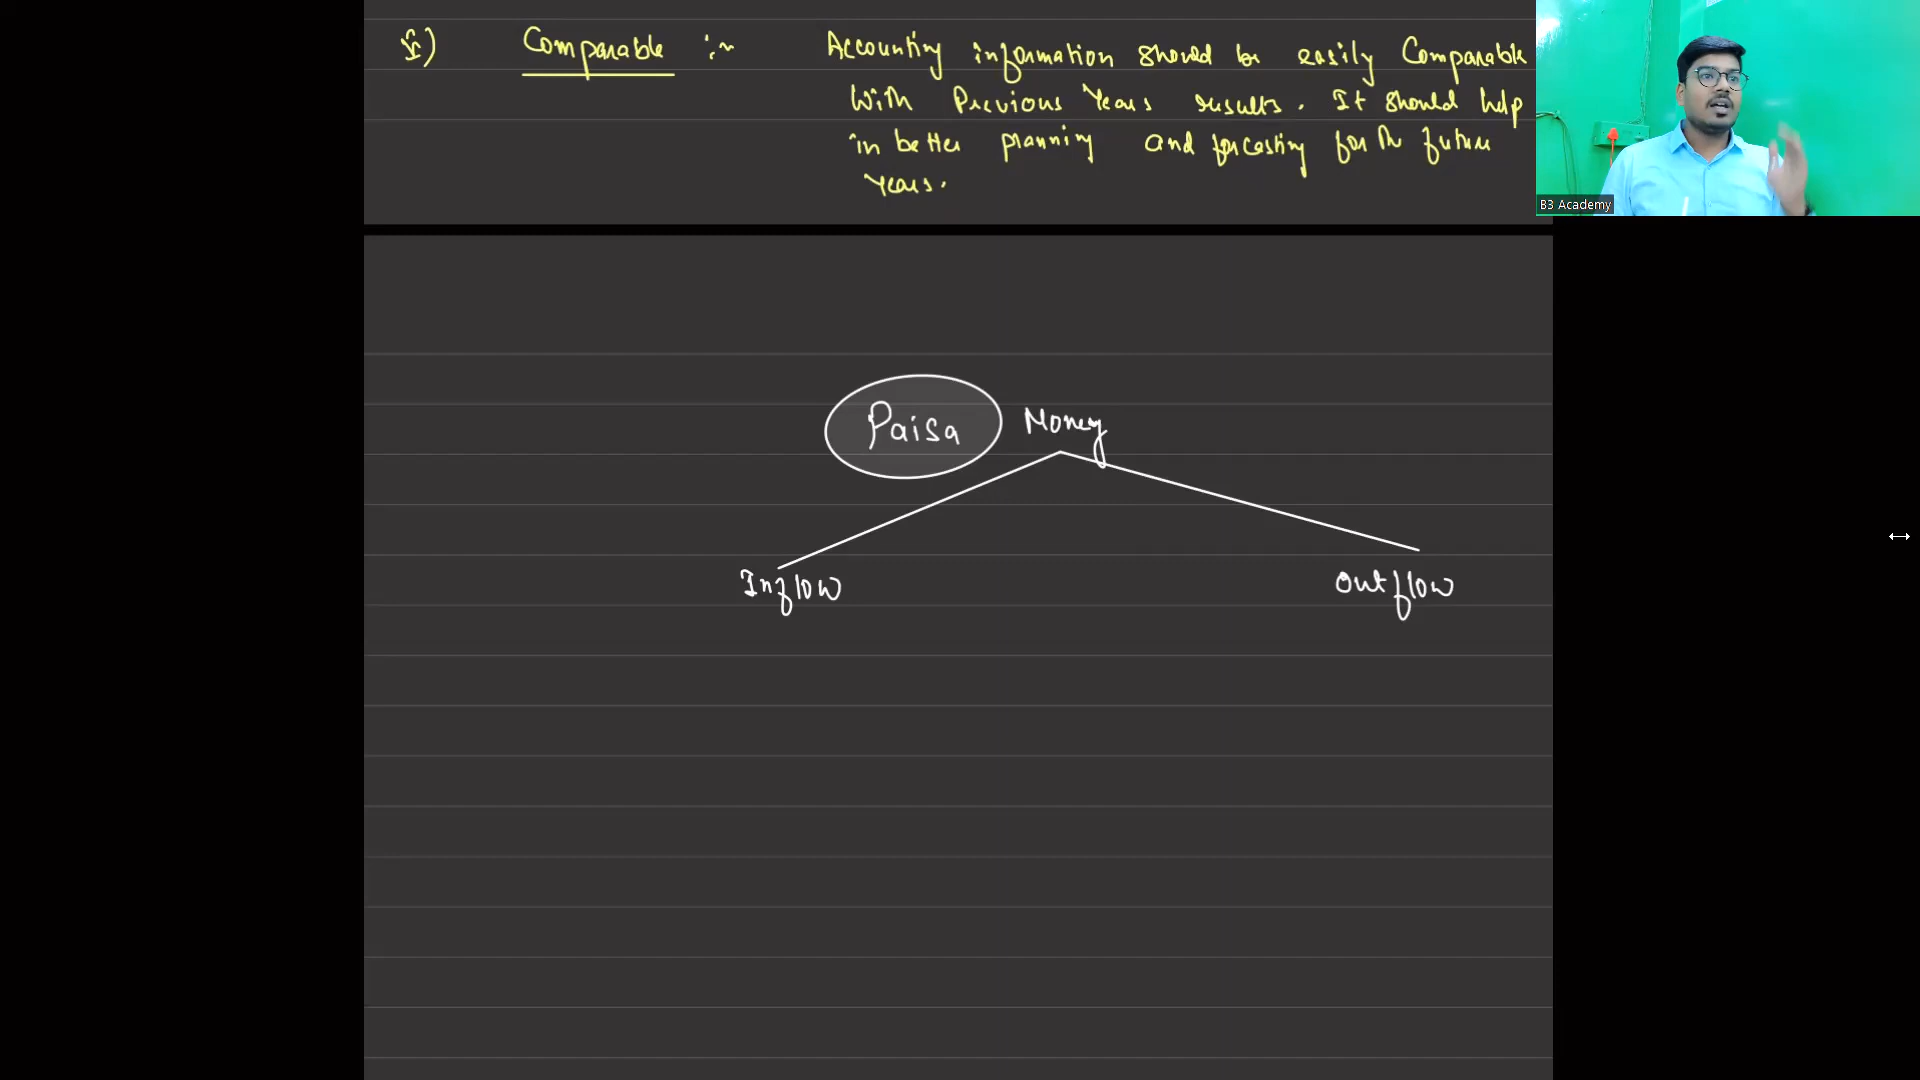 Comparable :~ Accounting information should be easily Comparable
With Previous Years results. It should help
in better planning and forcasting for the future
Years.
B3 Academy
Paisa Money
Inflow Outflow